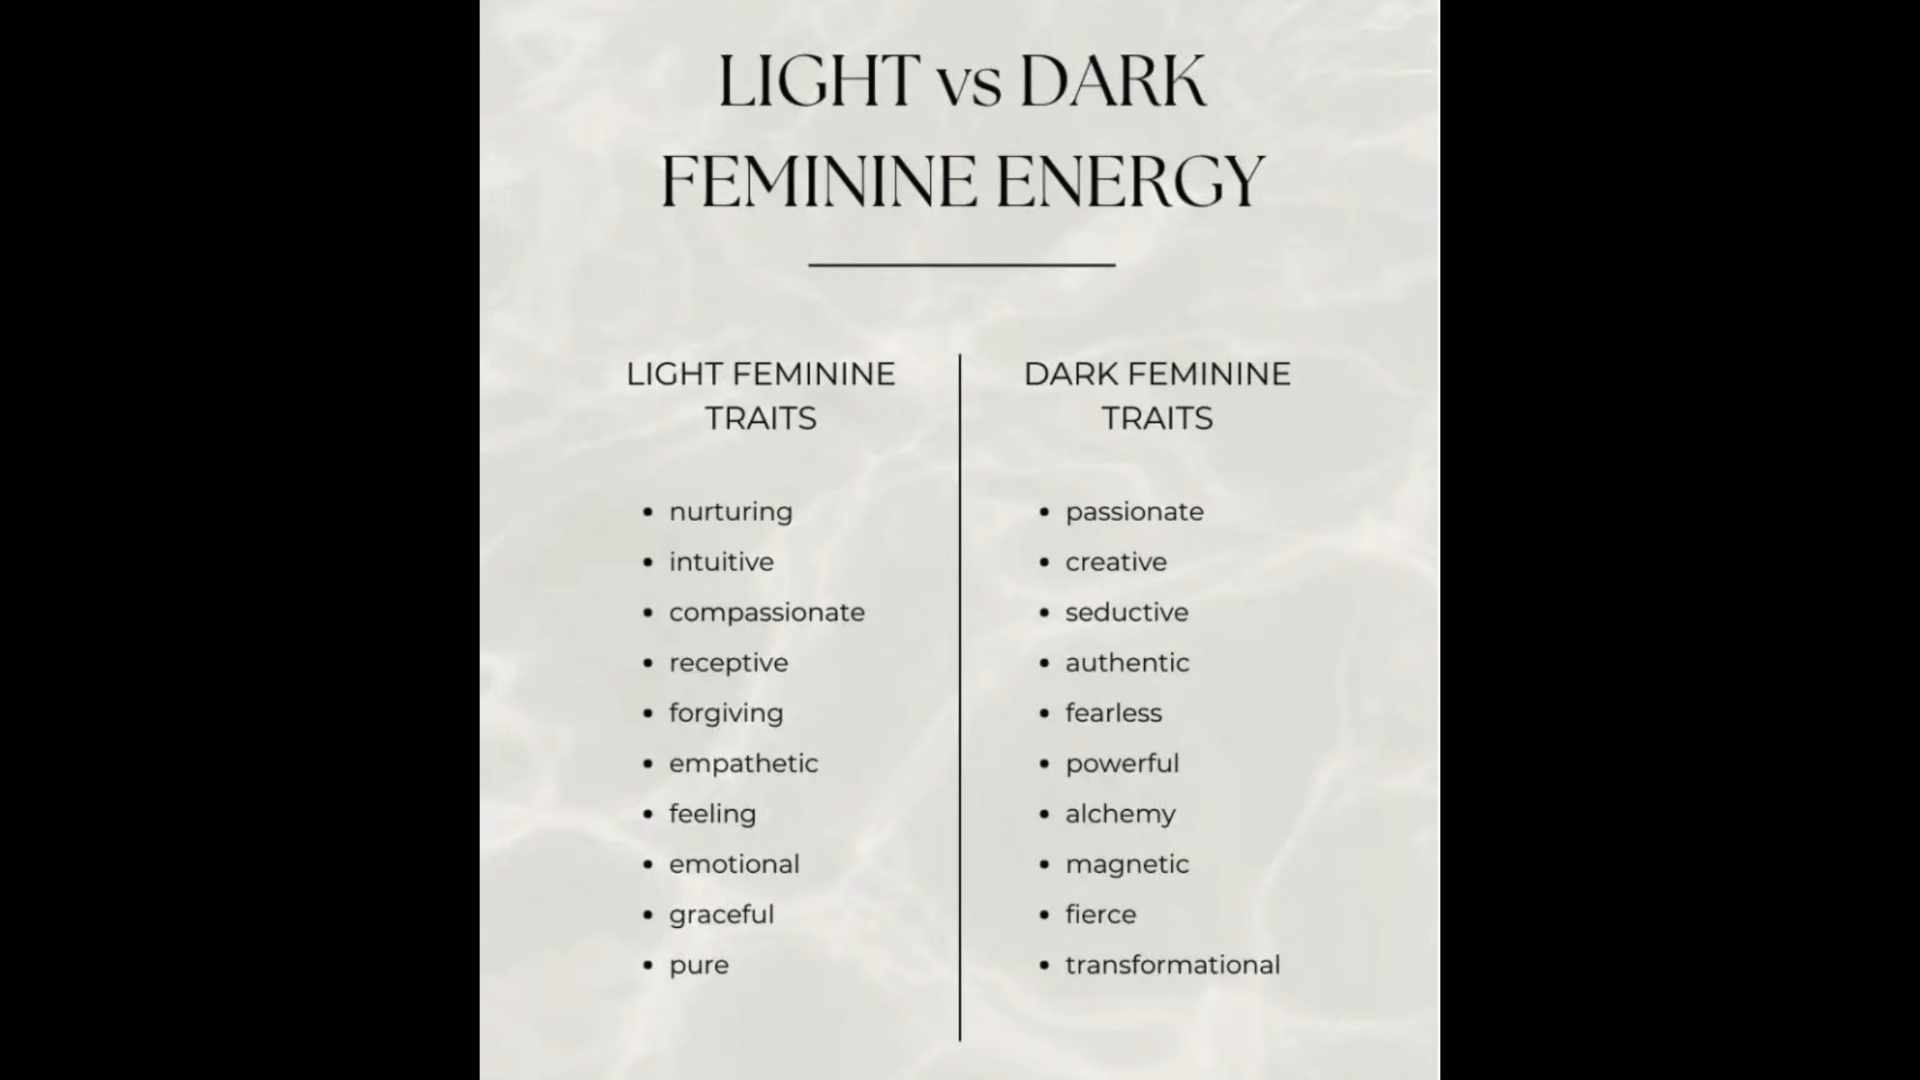 LIGHT vs DARK
FEMININE ENERGY
LIGHT FEMININE
TRAITS
• nurturing
• intuitive
• compassionate
• receptive
• forgiving
• empathetic
• feeling
• emotional
• graceful
• pure
DARK FEMININE
TRAITS
• passionate
• creative
• seductive
• authentic
• fearless
• powerful
• alchemy
• magnetic
• fierce
• transformational